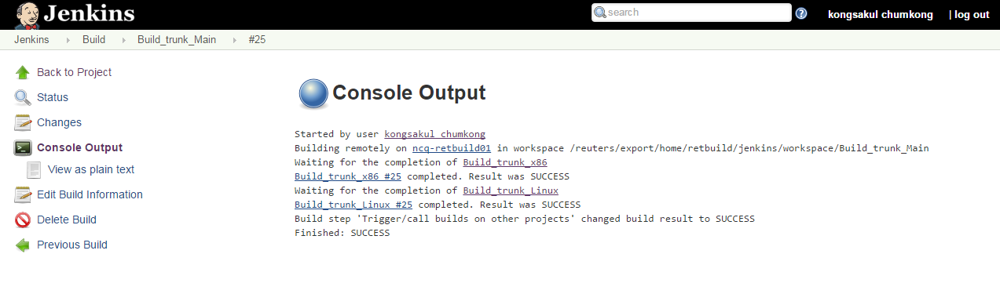 Jenkins
search
kongsakul chumkong | log out
Jenkins Build Build_trunk_Main #25
Back to Project
Status
Changes
Console Output
View as plain text
Edit Build Information
Delete Build
Previous Build
Console Output
Started by user kongsakul chumkong
Building remotely on ncq-retbuild01 in workspace /reuters/export/home/retbuild/jenkins/workspace/Build_trunk_Main
Waiting for the completion of Build_trunk_x86
Build_trunk_x86 #25 completed. Result was SUCCESS
Waiting for the completion of Build_trunk_Linux
Build_trunk_Linux #25 completed. Result was SUCCESS
Build step 'Trigger/call builds on other projects' changed build result to SUCCESS
Finished: SUCCESS